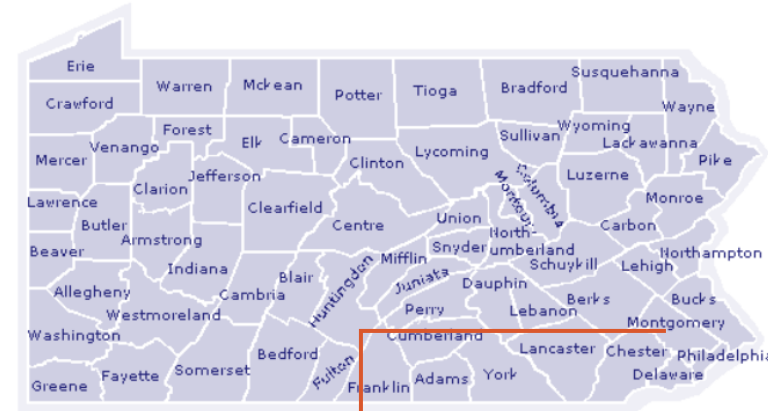 Erie
Warren
McKean
Potter
Tioga
Bradford
Susquehanna
Crawford
Wayne
Forest
Elk
Cameron
Sullivan
Wyoming
Lackawanna
Mercer
Venango
Clinton
Lycoming
Columbia
Luzerne
Pike
Clarion
Jefferson
Montour
Monroe
Lawrence
Butler
Clearfield
Centre
Union
Carbon
Armstrong
North-
umberland
Beaver
Indiana
Mifflin
Snyder
Schuykill
Lehigh
Northampton
Allegheny
Cambria
Blair
Huntingdon
Juniata
Dauphin
Berks
Bucks
Westmoreland
Perry
Lebanon
Montgomery
Washington
Cumberland
Lancaster
Chester
Philadelphia
Greene
Fayette
Somerset
Bedford
Fulton
Franklin
Adams
York
Delaware